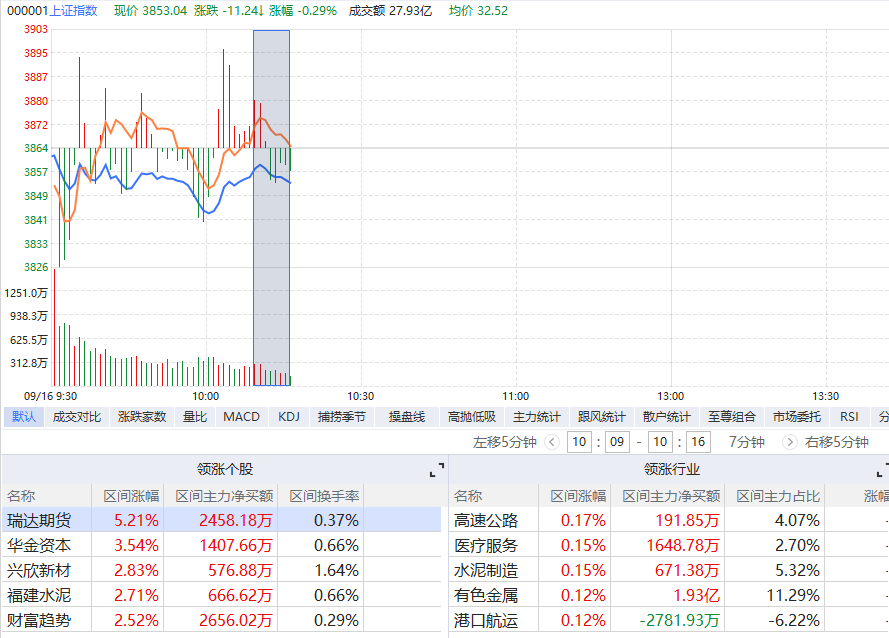 000001上证指数 现价 3853.04 涨跌 -11.24↓ 涨幅 -0.29% 成交额 27.93亿 均价 32.52
3903
3895
3887
3880
3872
3864
3857
3849
3841
3833
3826
1251.0万
938.3万
625.5万
312.8万
09/16 9:30 10:00 10:30 11:00 13:00 13:30
默认 成交对比 涨跌家数 量比 MACD KDJ 捕捞季节 操盘线 高抛低吸 主力统计 跟风统计 散户统计 至尊组合 市场委托 RSI 分
左移5分钟 10 : 09 - 10 : 16 7分钟 右移5分钟
领涨个股 领涨行业
名称 区间涨幅 区间主力净买额 区间换手率 名称 区间涨幅 区间主力净买额 区间主力占比 涨幅
瑞达期货 5.21% 2458.18万 0.37% 高速公路 0.17% 191.85万 4.07% -
华金资本 3.54% 1407.66万 0.66% 医疗服务 0.15% 1648.78万 2.70% -
兴欣新材 2.83% 576.88万 1.64% 水泥制造 0.15% 671.38万 5.32% -
福建水泥 2.71% 666.62万 0.66% 有色金属 0.12% 1.93亿 11.29% -
财富趋势 2.52% 2656.02万 0.29% 港口航运 0.12% -2781.93万 -6.22% -